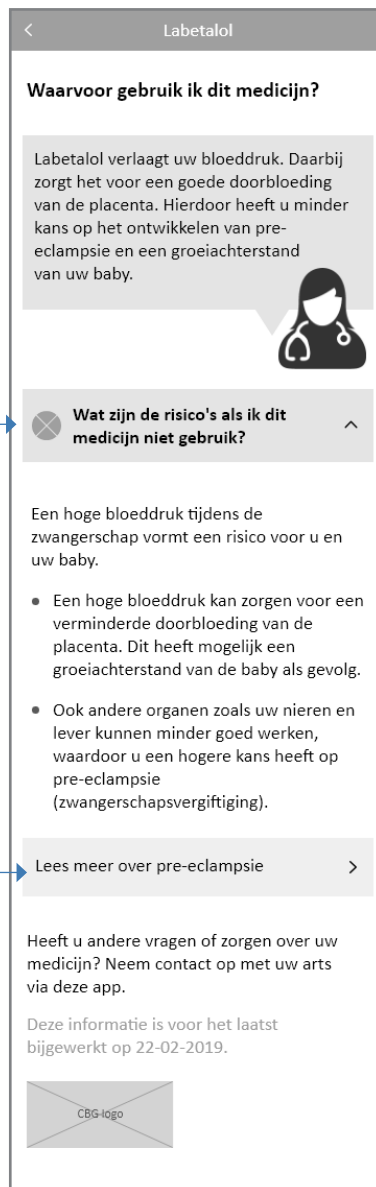 Labetalol
Waarvoor gebruik ik dit medicijn?
Labetalol verlaagt uw bloeddruk. Daarbij
zorgt het voor een goede doorbloeding
van de placenta. Hierdoor heeft u minder
kans op het ontwikkelen van pre-
eclampsie en een groeiachterstand
van uw baby.
Wat zijn de risico's als ik dit
medicijn niet gebruik?
Een hoge bloeddruk tijdens de
zwangerschap vormt een risico voor u en
uw baby.
Een hoge bloeddruk kan zorgen voor een
verminderde doorbloeding van de
placenta. Dit heeft mogelijk een
groeiachterstand van de baby als gevolg.
Ook andere organen zoals uw nieren en
lever kunnen minder goed werken,
waardoor u een hogere kans heeft op
pre-eclampsie
(zwangerschapsvergiftiging).
Lees meer over pre-eclampsie
Heeft u andere vragen of zorgen over uw
medicijn? Neem contact op met uw arts
via deze app.
Deze informatie is voor het laatst
bijgewerkt op 22-02-2019.
CBG logo